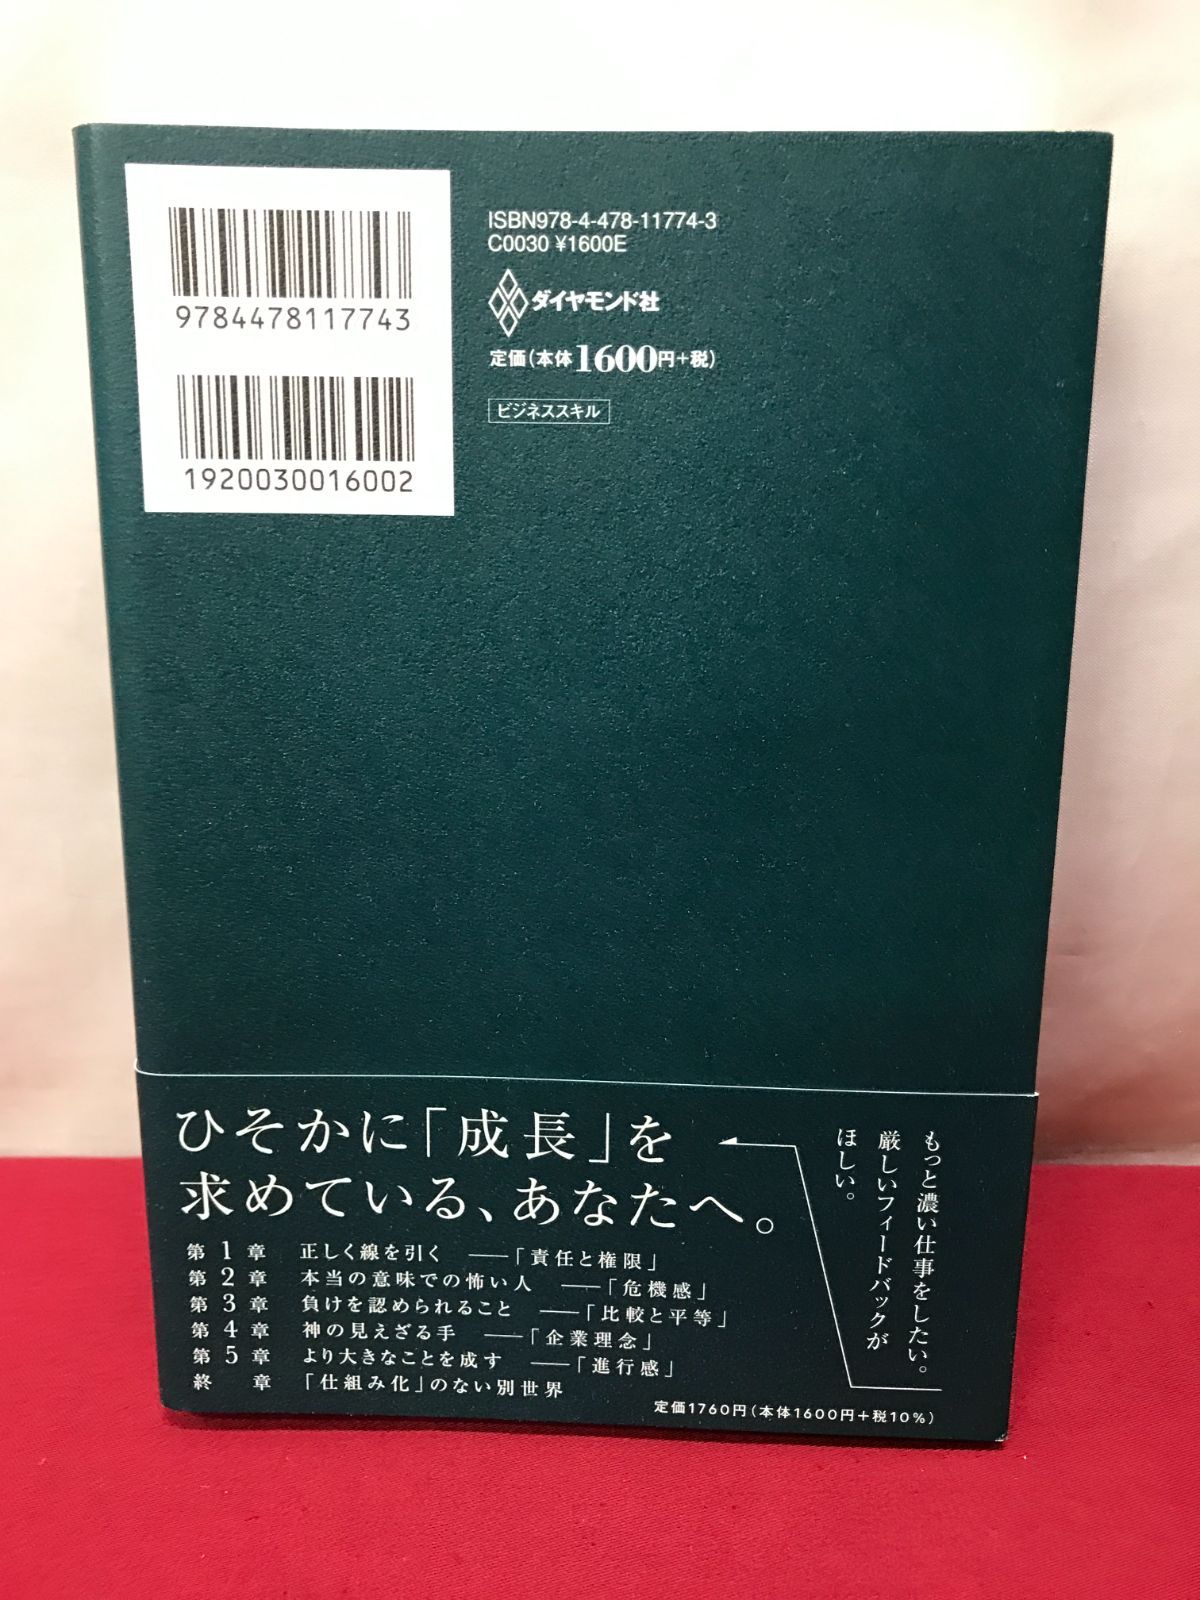 9784478117743
1920030016002
ISBN978-4-478-11774-3
C0030 ¥1600E
ダイヤモンド社
定価(本体1600円+税)
ビジネススキル
もっと濃い仕事をしたい。
厳しいフィードバックが
ほしい。
ひそかに「成長」を
求めている、あなたへ。
第1章 正しく線を引く ――「責任と権限」
第2章 本当の意味での怖い人 ――「危機感」
第3章 負けを認められること ――「比較と平等」
第4章 神の見えざる手 ――「企業理念」
第5章 より大きなことを成す ――「進行感」
終 章 「仕組み化」のない別世界
定価1760円(本体1600円+税10%)